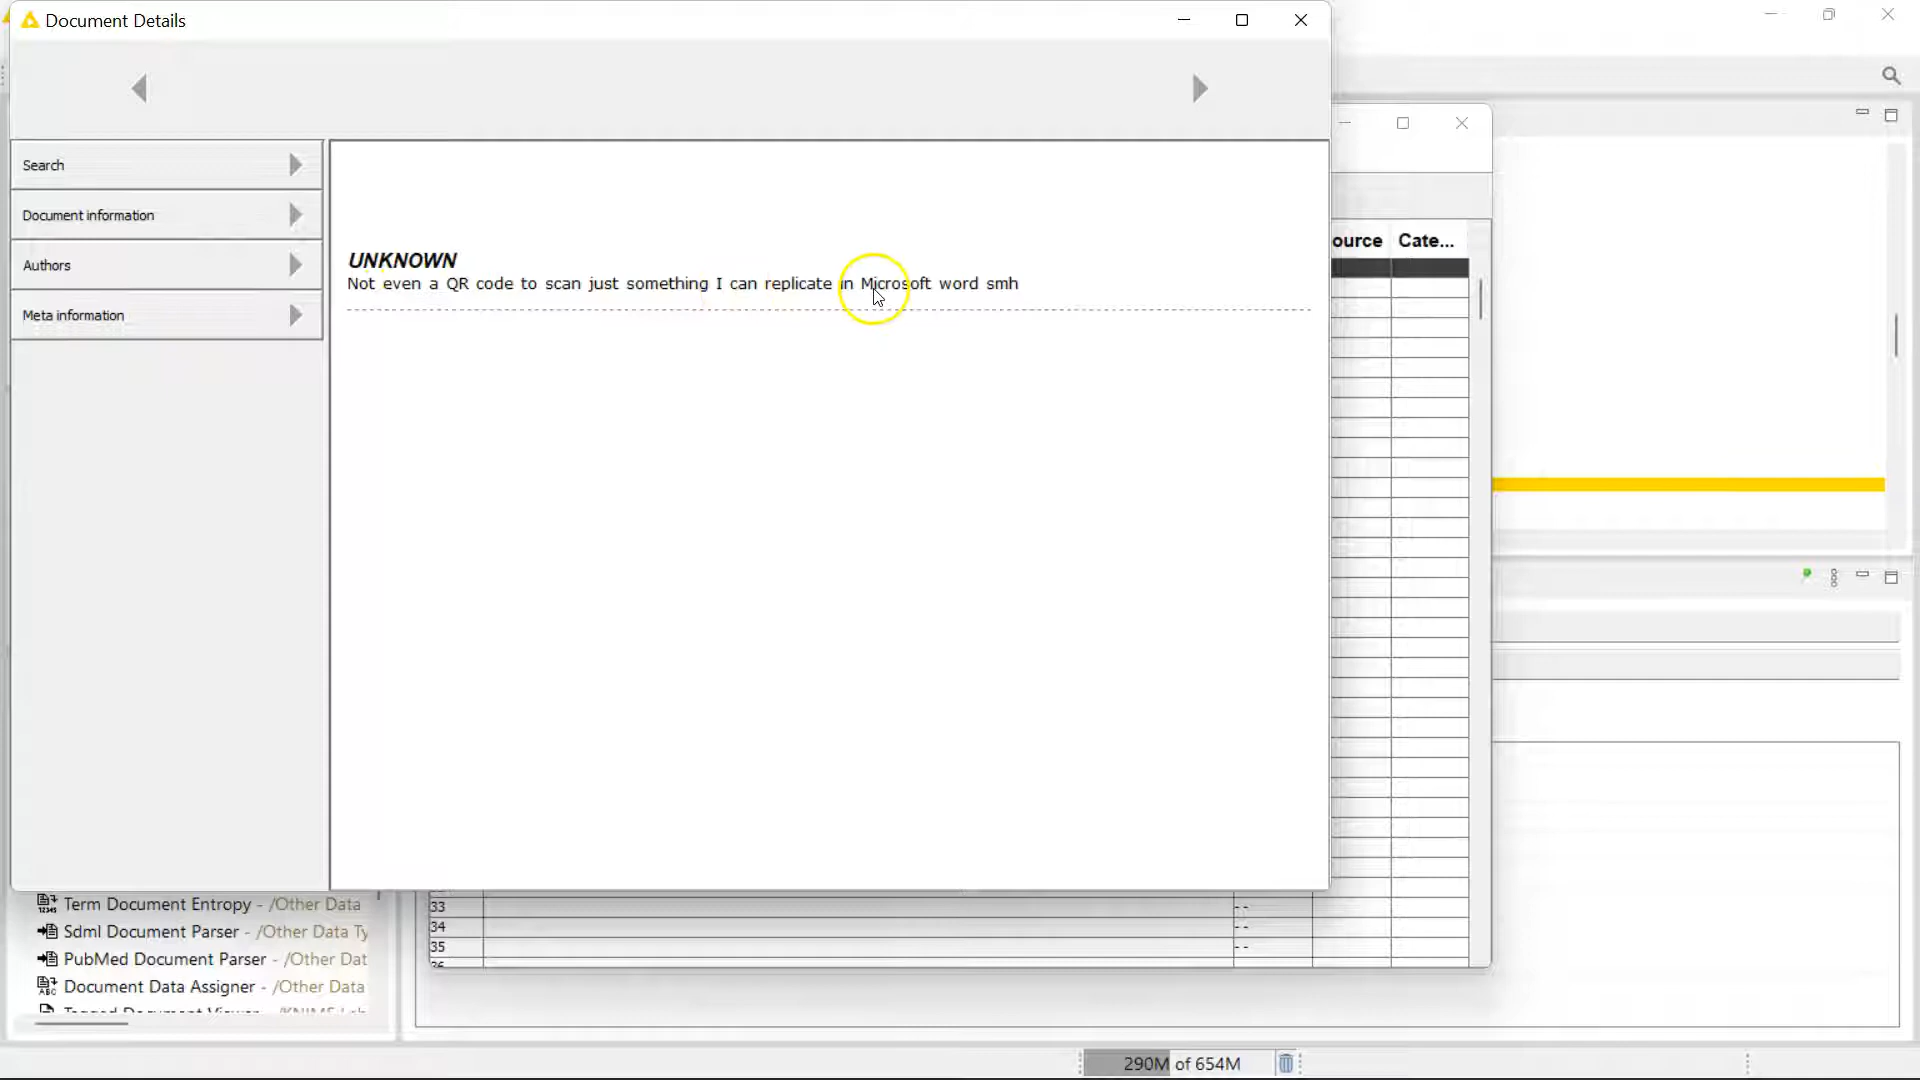 Document Details
Search
Document information
Authors
Meta information
UNKNOWN
Not even a QR code to scan just something I can replicate in Microsoft word smh
ource Cate...
33 --
34 --
35 --
Term Document Entropy - /Other Data
Sdml Document Parser - /Other Data Ty
PubMed Document Parser - /Other Dat
Document Data Assigner - /Other Data
290M of 654M